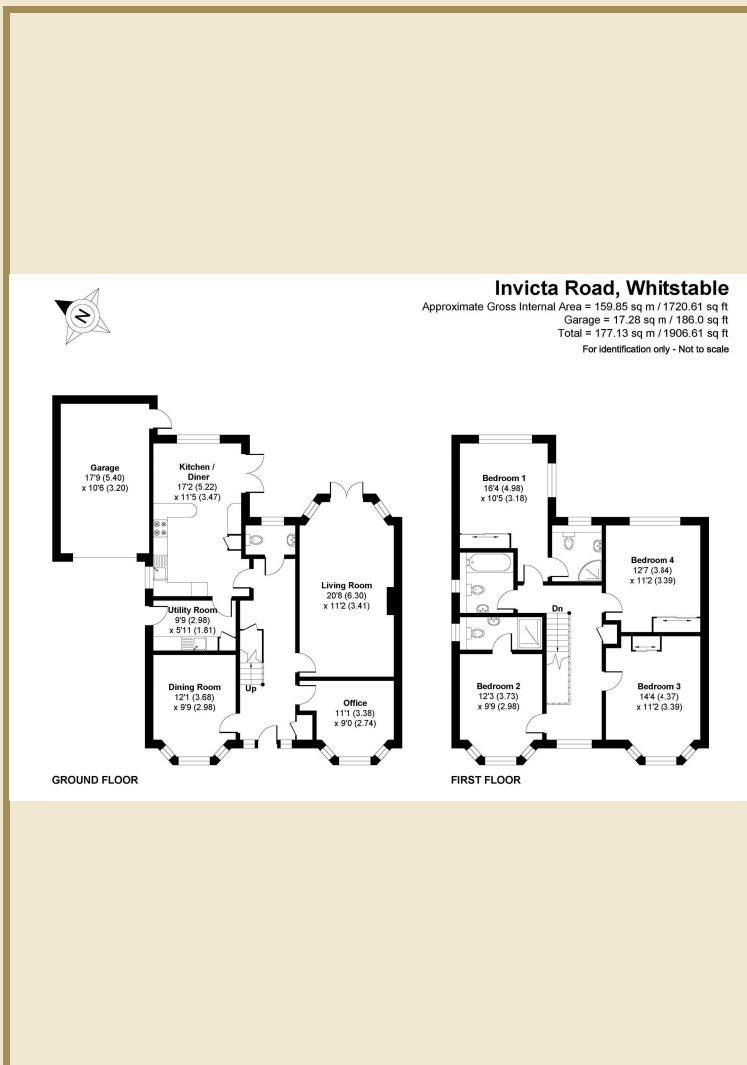 Invicta Road, Whitstable
Approximate Gross Internal Area = 159.85 sq m / 1720.61 sq ft
Garage = 17.28 sq m / 186.0 sq ft
Total = 177.13 sq m / 1906.61 sq ft
For identification only - Not to scale
N
Garage
17'9 (5.40)
x 10'6 (3.20)
Kitchen /
Diner
17'2 (5.22)
x 11'5 (3.47)
Living Room
20'8 (6.30)
x 11'2 (3.41)
Utility Room
9'9 (2.98)
x 5'11 (1.81)
Dining Room
12'1 (3.68)
x 9'9 (2.98)
Up
Office
11'1 (3.38)
x 9'0 (2.74)
GROUND FLOOR
Bedroom 1
16'4 (4.98)
x 10'5 (3.18)
Bedroom 4
12'7 (3.84)
x 11'2 (3.39)
Dn
Bedroom 2
12'3 (3.73)
x 9'9 (2.98)
Bedroom 3
14'4 (4.37)
x 11'2 (3.39)
FIRST FLOOR